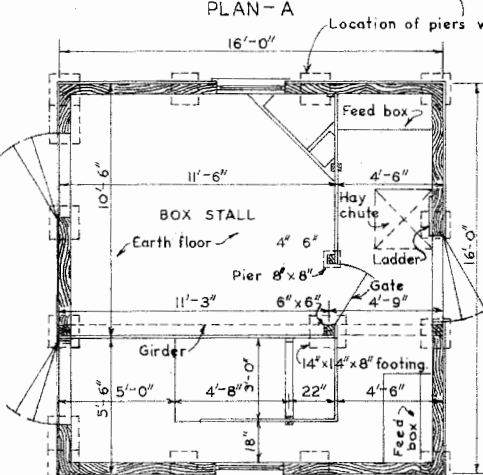 PLAN-A
Location of piers
16'-0"
Feed box
11'-6"
4'-6"
10'-6"
Hay chute
BOX STALL
Earth floor
4" 6"
Ladder
16'-0"
Pier 8"x8"
Gate
11'-3"
6"x6"
4'-9"
Girder
14"x14"x8" footing.
5'-6"
5'-0"
4'-8"
3'-0"
22"
4'-6"
18"
Feed box